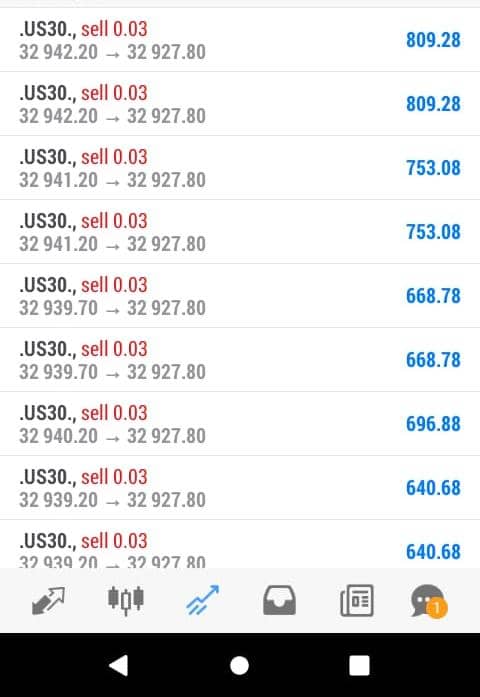 .US30., sell 0.03
32 942.20 → 32 927.80
809.28
.US30., sell 0.03
32 942.20 → 32 927.80
809.28
.US30., sell 0.03
32 941.20 → 32 927.80
753.08
.US30., sell 0.03
32 941.20 → 32 927.80
753.08
.US30., sell 0.03
32 939.70 → 32 927.80
668.78
.US30., sell 0.03
32 939.70 → 32 927.80
668.78
.US30., sell 0.03
32 940.20 → 32 927.80
696.88
.US30., sell 0.03
32 939.20 → 32 927.80
640.68
.US30., sell 0.03
32 939.20 → 32 927.80
640.68
1